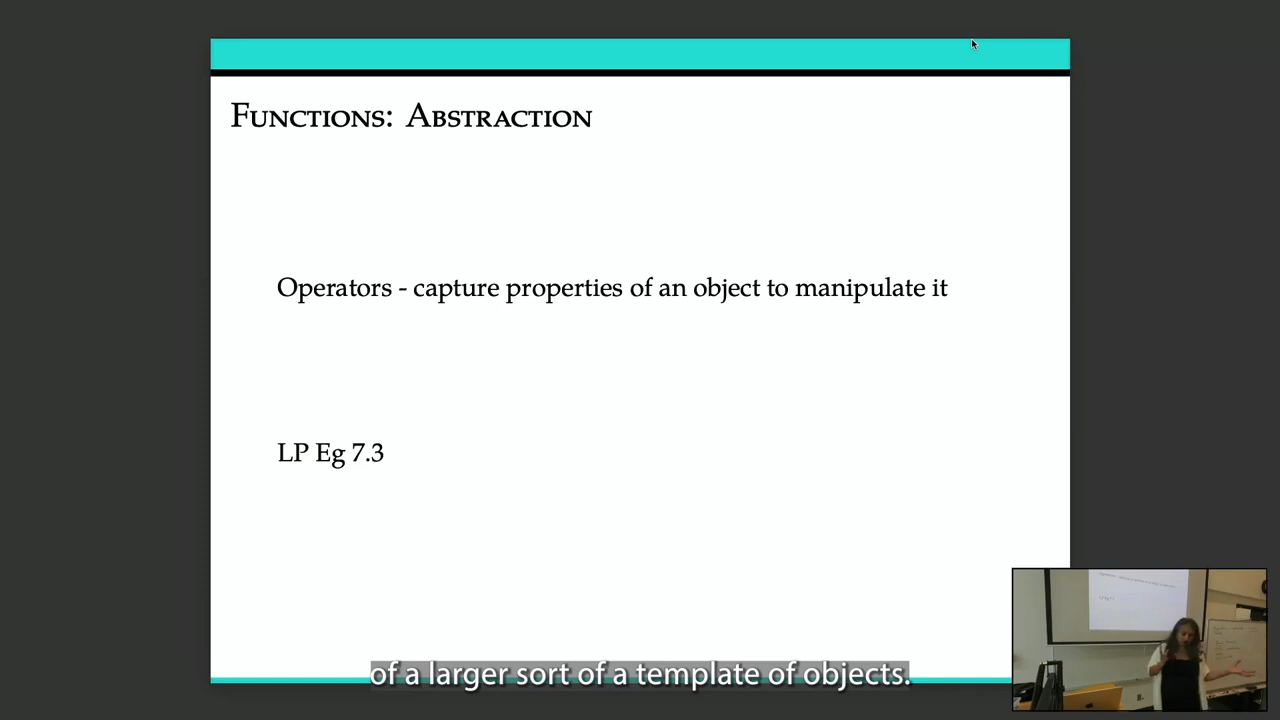 Functions: Abstraction
Operators - capture properties of an object to manipulate it
LP Eg 7.3
of a larger sort of a template of objects.